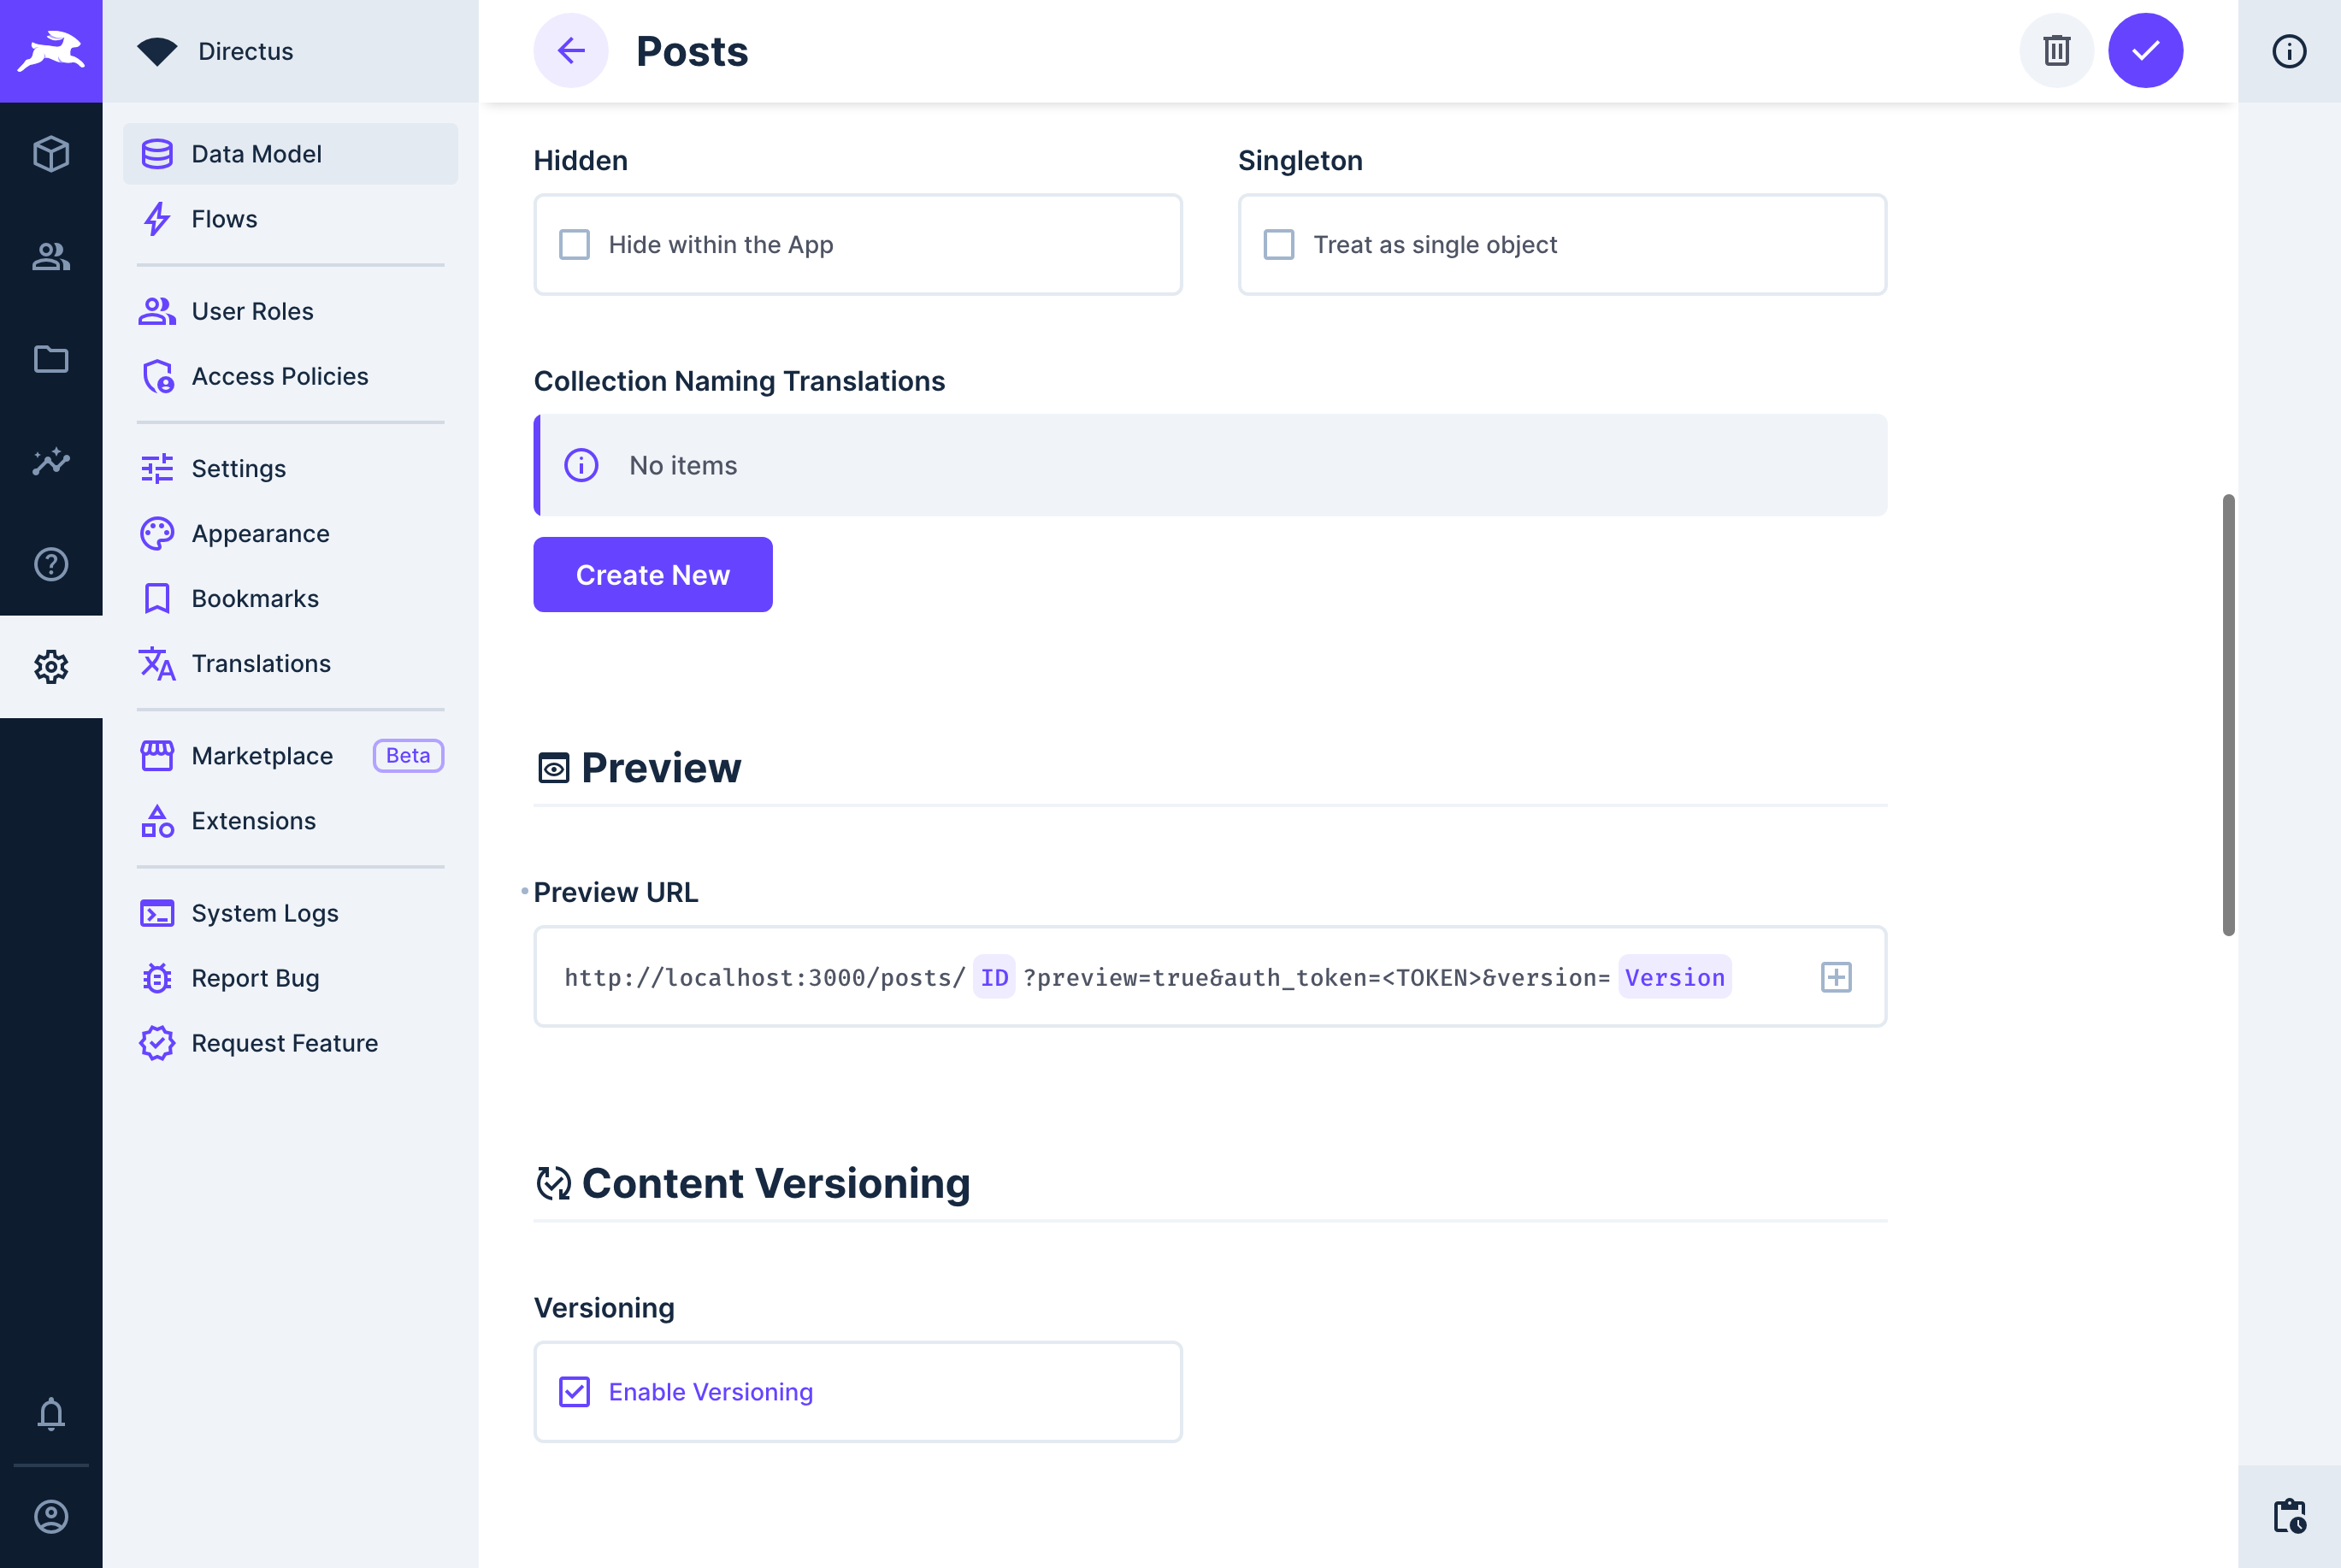 Directus
Data Model
Flows
User Roles
Access Policies
Settings
Appearance
Bookmarks
Translations
Marketplace Beta
Extensions
System Logs
Report Bug
Request Feature
Posts
Hidden
Hide within the App
Singleton
Treat as single object
Collection Naming Translations
No items
Create New
Preview
Preview URL
http://localhost:3000/posts/ ID ?preview=true&auth_token=<TOKEN>&version= Version
Content Versioning
Versioning
Enable Versioning